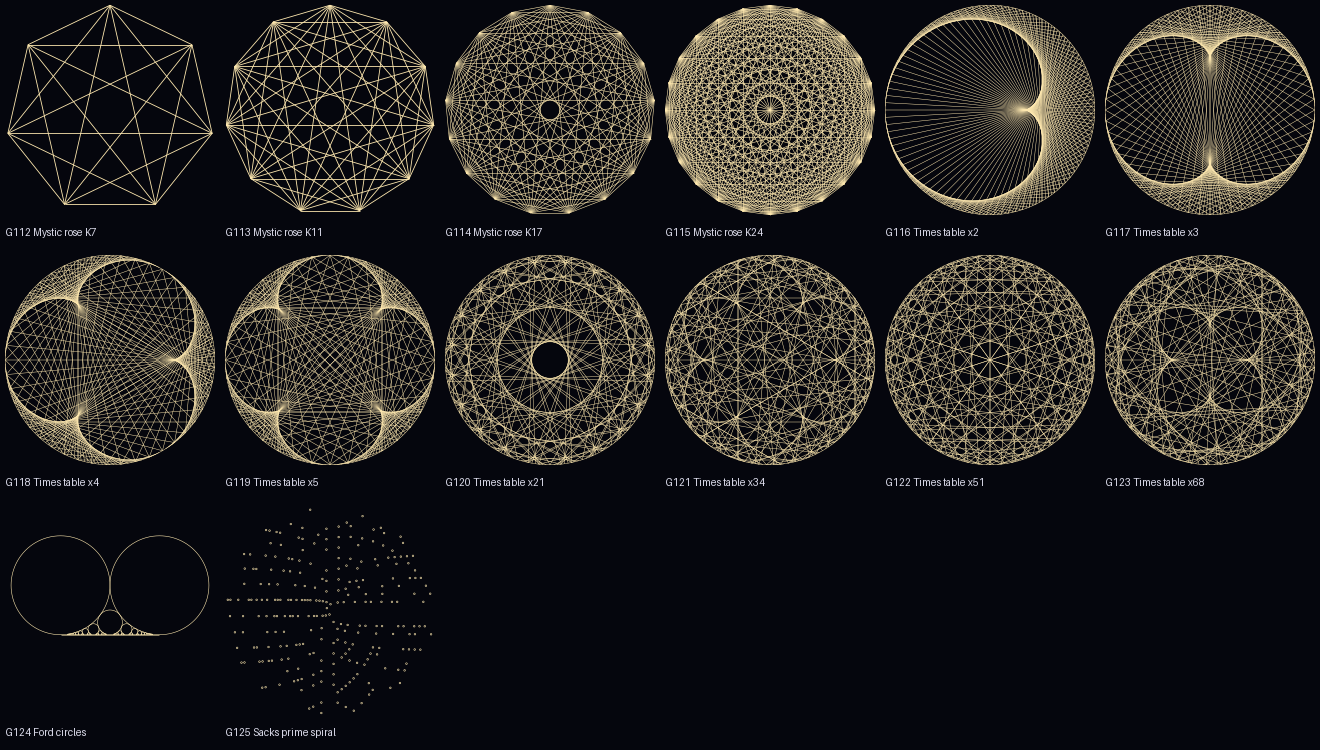 G112 Mystic rose K7
G113 Mystic rose K11
G114 Mystic rose K17
G115 Mystic rose K24
G116 Times table x2
G117 Times table x3
G118 Times table x4
G119 Times table x5
G120 Times table x21
G121 Times table x34
G122 Times table x51
G123 Times table x68
G124 Ford circles
G125 Sacks prime spiral